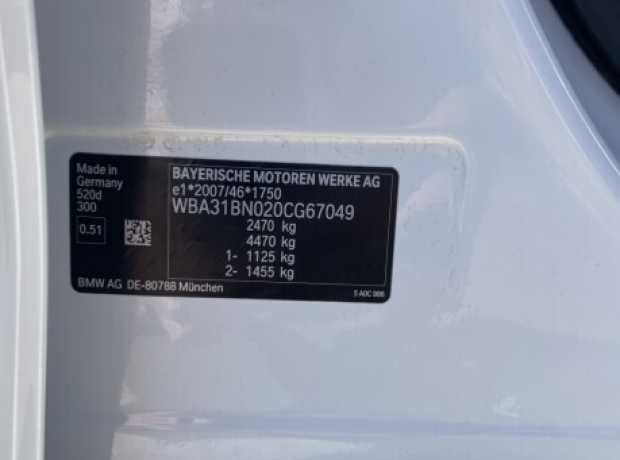 Made in
Germany
520d
300
0.51
BAYERISCHE MOTOREN WERKE AG
e1*2007/46*1750
WBA31BN020CG67049
2470 kg
4470 kg
1- 1125 kg
2- 1455 kg
BMW AG DE-80788 München